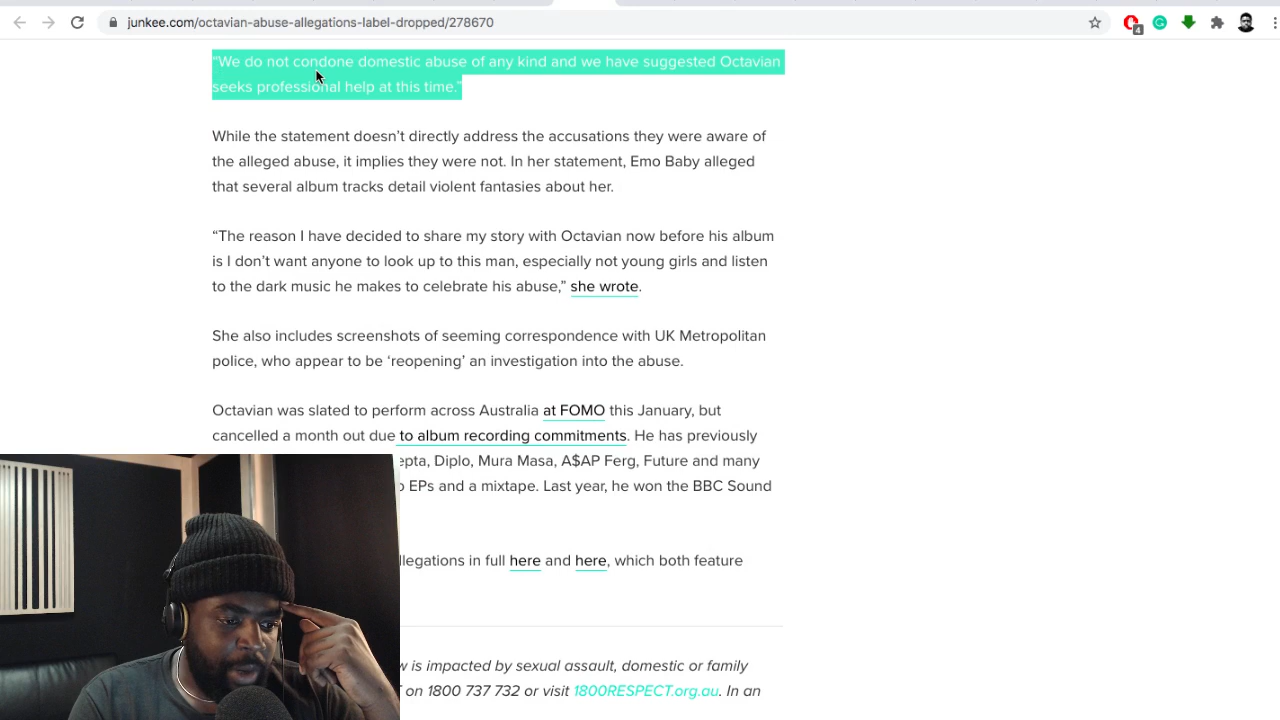 junkee.com/octavian-abuse-allegations-label-dropped/278670
4
“We do not condone domestic abuse of any kind and we have suggested Octavian
seeks professional help at this time.”
While the statement doesn’t directly address the accusations they were aware of
the alleged abuse, it implies they were not. In her statement, Emo Baby alleged
that several album tracks detail violent fantasies about her.
“The reason I have decided to share my story with Octavian now before his album
is I don’t want anyone to look up to this man, especially not young girls and listen
to the dark music he makes to celebrate his abuse,” she wrote.
She also includes screenshots of seeming correspondence with UK Metropolitan
police, who appear to be ‘reopening’ an investigation into the abuse.
Octavian was slated to perform across Australia at FOMO this January, but
cancelled a month out due to album recording commitments. He has previously
epta, Diplo, Mura Masa, A$AP Ferg, Future and many
EPs and a mixtape. Last year, he won the BBC Sound
llegations in full here and here, which both feature
w is impacted by sexual assault, domestic or family
on 1800 737 732 or visit 1800RESPECT.org.au. In an